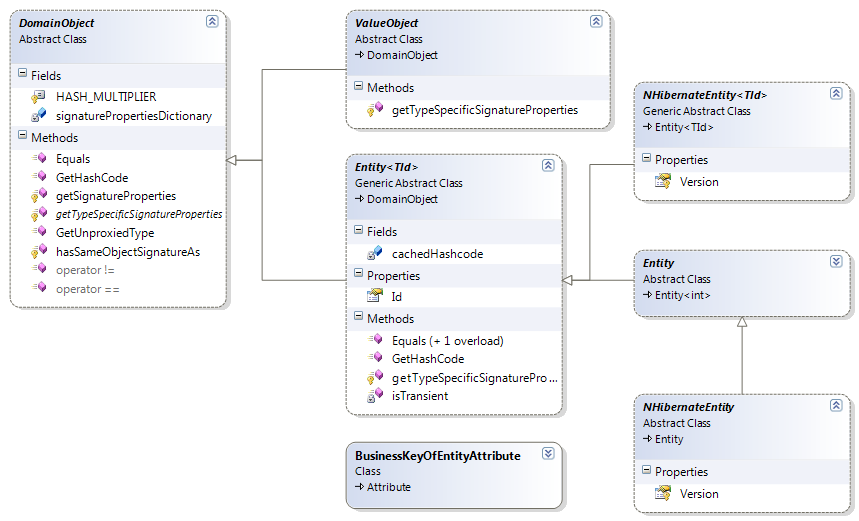 DomainObject
Abstract Class
Fields
HASH_MULTIPLIER
signaturePropertiesDictionary
Methods
Equals
GetHashCode
getSignatureProperties
getTypeSpecificSignatureProperties
GetUnproxiedType
hasSameObjectSignatureAs
operator !=
operator ==
ValueObject
Abstract Class
DomainObject
Methods
getTypeSpecificSignatureProperties
Entity<TId>
Generic Abstract Class
DomainObject
Fields
cachedHashcode
Properties
Id
Methods
Equals (+ 1 overload)
GetHashCode
getTypeSpecificSignaturePro...
isTransient
BusinessKeyOfEntityAttribute
Class
Attribute
NHibernateEntity<TId>
Generic Abstract Class
Entity<TId>
Properties
Version
Entity
Abstract Class
Entity<int>
NHibernateEntity
Abstract Class
Entity
Properties
Version